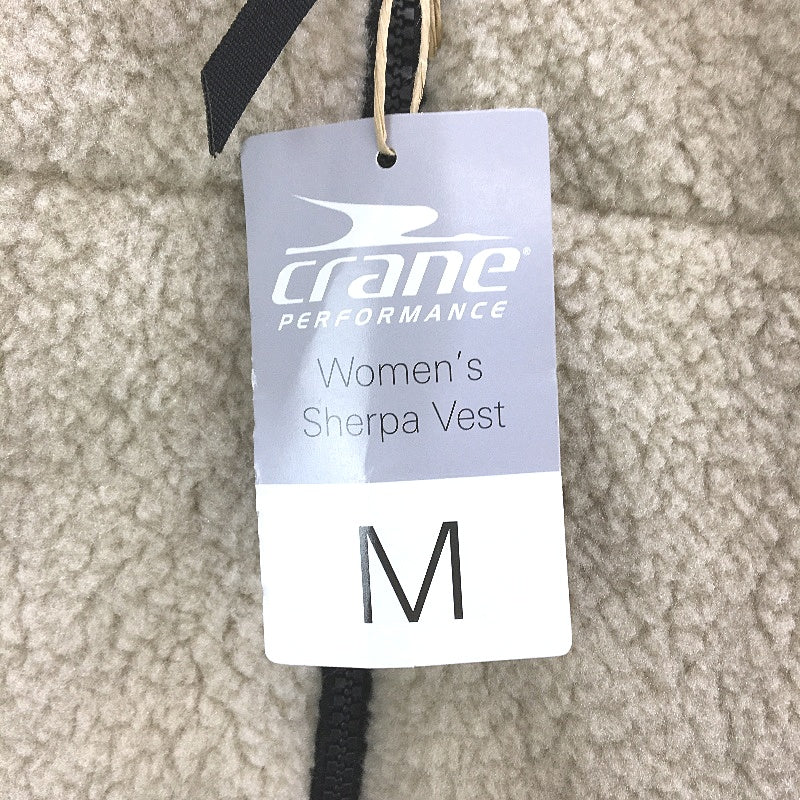 crane®
PERFORMANCE
Women's
Sherpa Vest
M